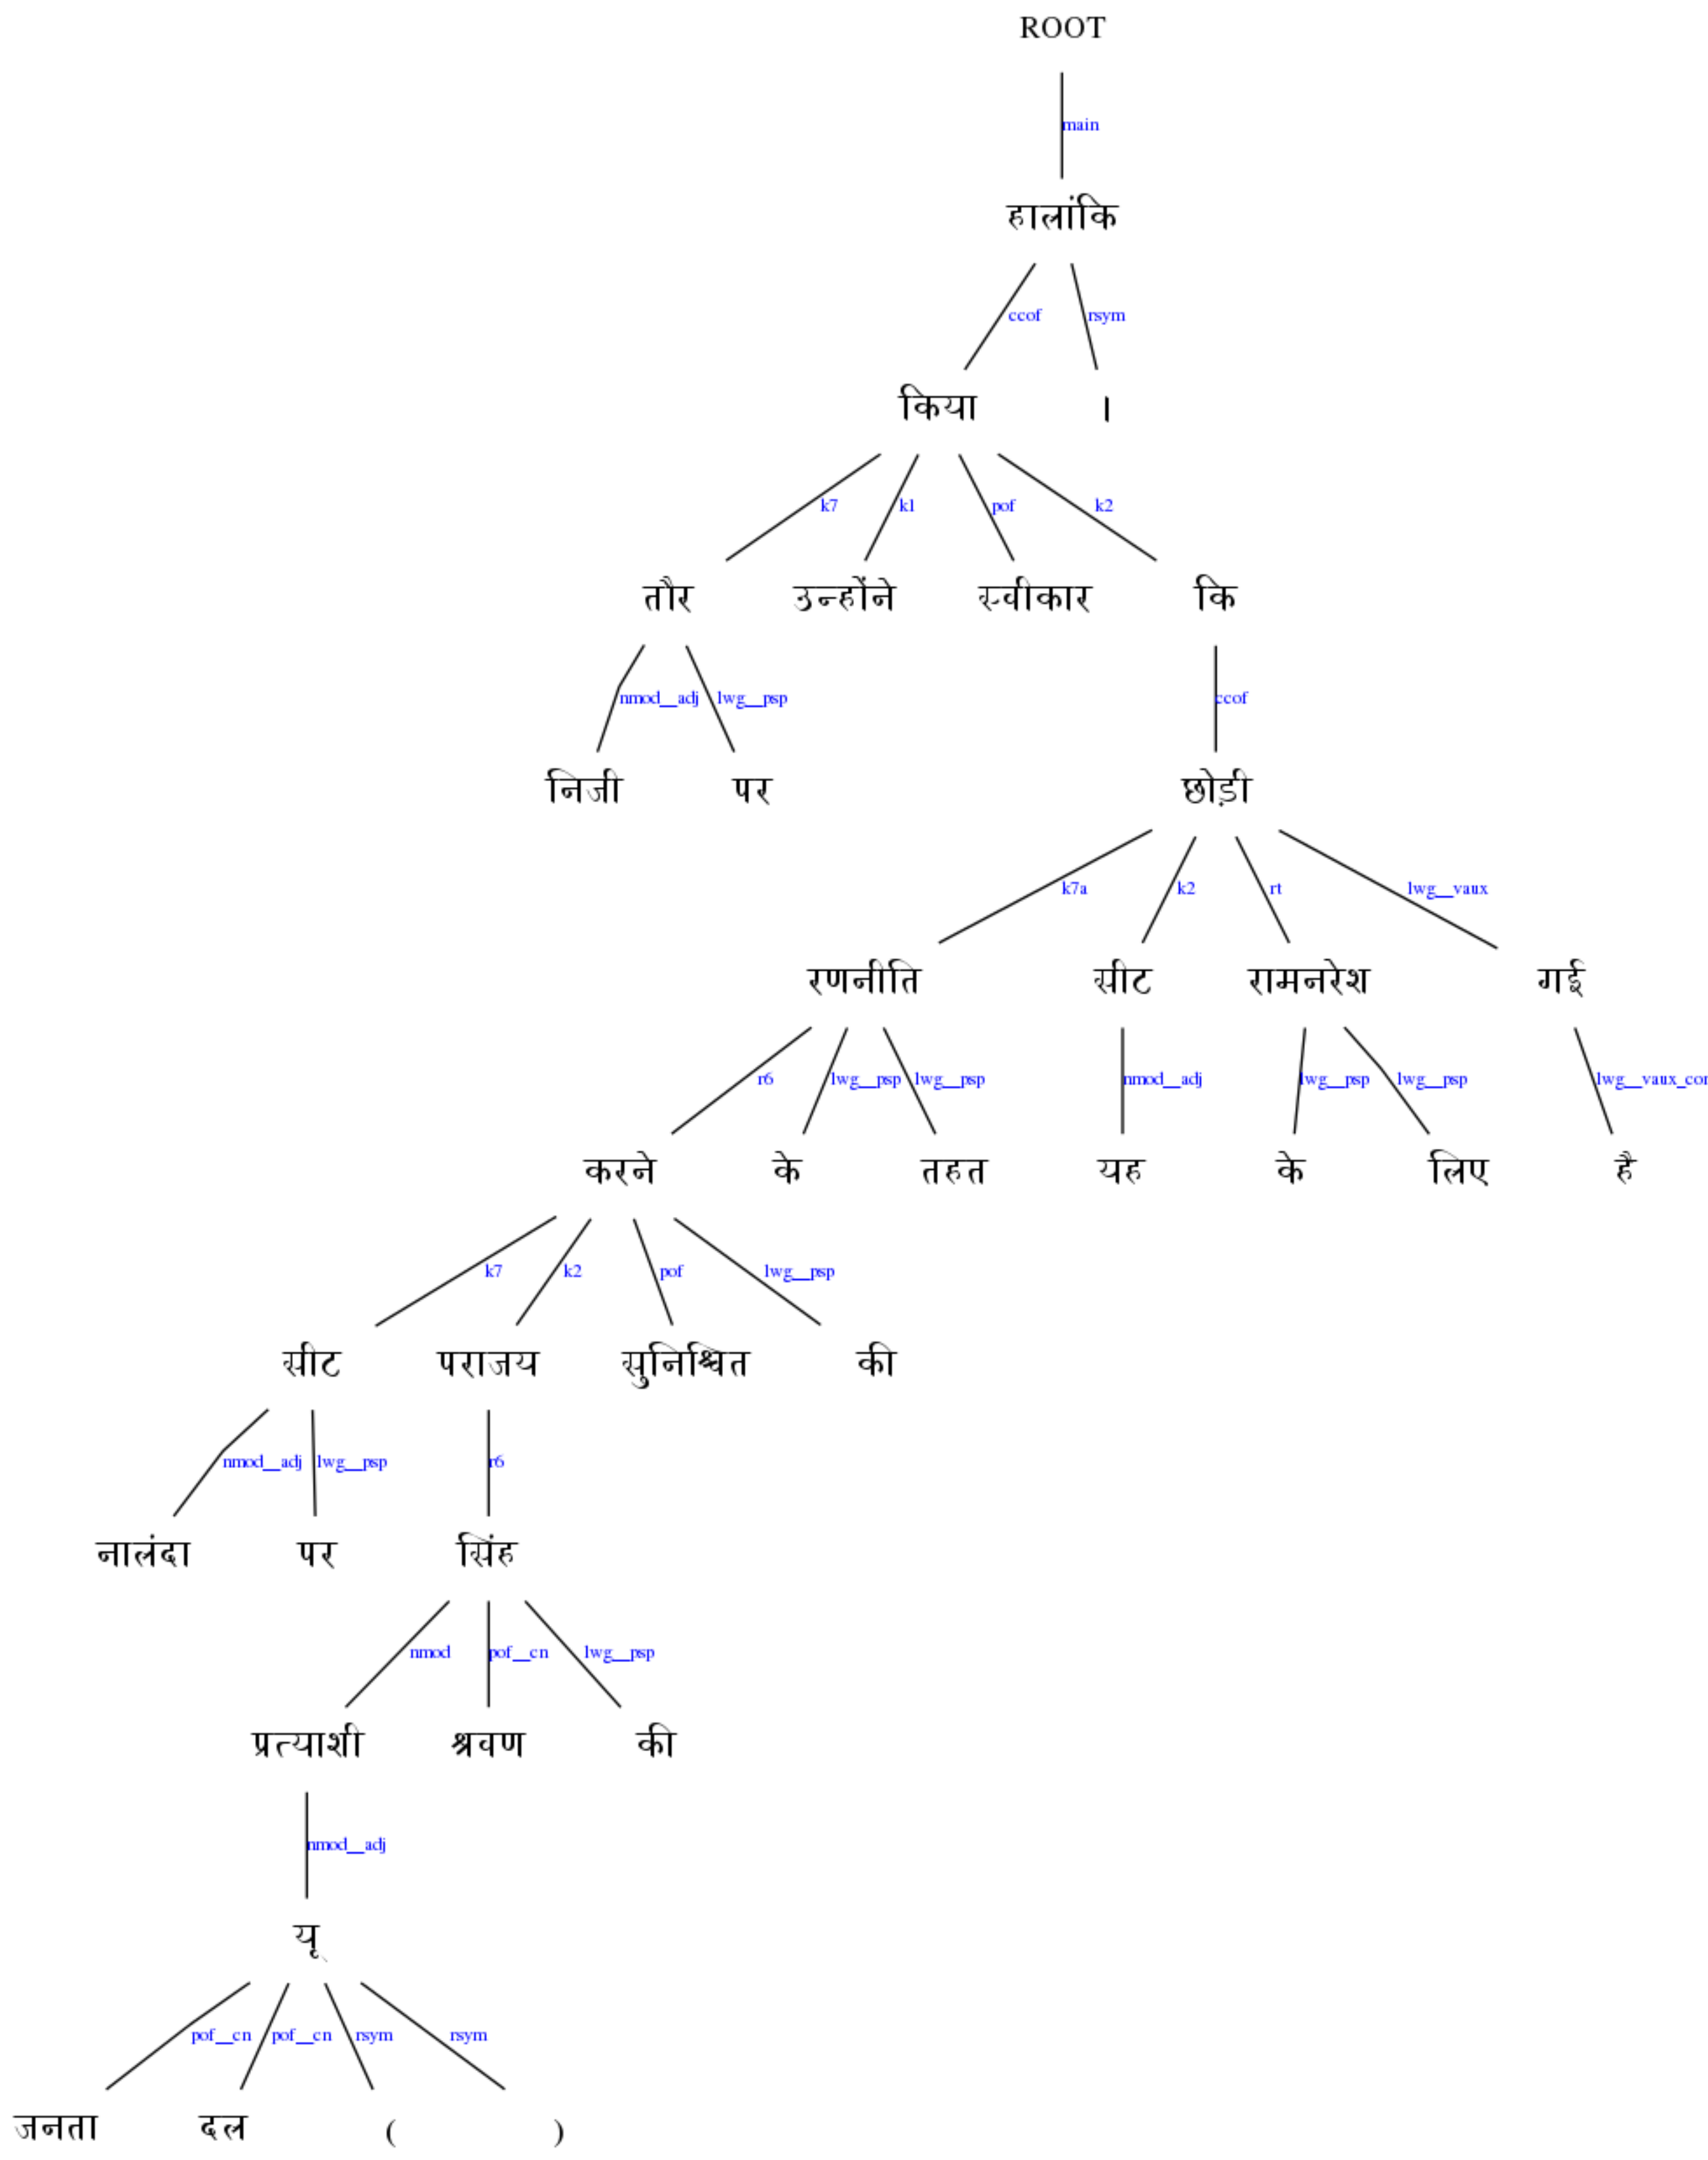 ROOT
main
हालांकि
ccof rsym
किया ।
k7 k1 pof k2
तौर उन्होंने स्वीकार कि
nmod__adj lwg__psp ccof
निजी पर छोड़ी
k7a k2 rt lwg__vaux
रणनीति सीट रामनरेश गई
r6 lwg__psp lwg__psp nmod__adj lwg__psp lwg__psp lwg__vaux_con
करने के तहत यह के लिए है
k7 k2 pof lwg__psp
सीट पराजय सुनिश्चित की
nmod__adj lwg__psp r6
नालंदा पर सिंह
nmod pof__cn lwg__psp
प्रत्याशी श्रवण की
nmod__adj
यू
pof__cn pof__cn rsym rsym
जनता दल ( )